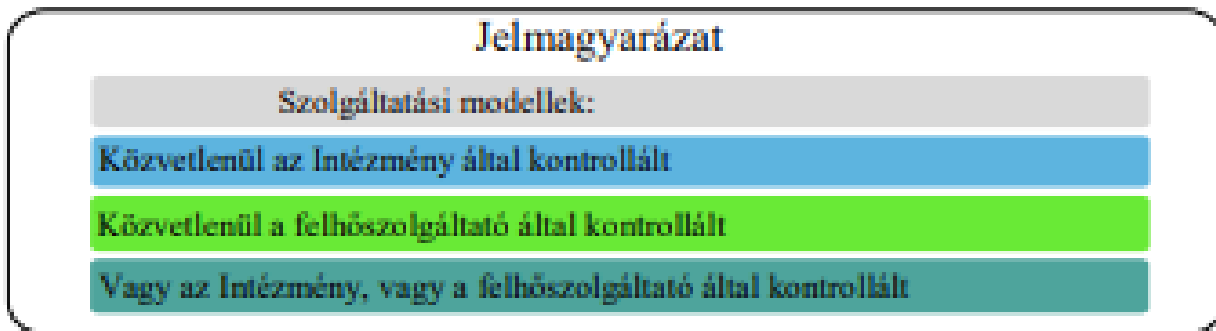 Jelmagyarázat
Szolgáltatási modellek:
Közvetlenül az Intézmény által kontrollált
Közvetlenül a felhőszolgáltató által kontrollált
Vagy az Intézmény, vagy a felhőszolgáltató által kontrollált